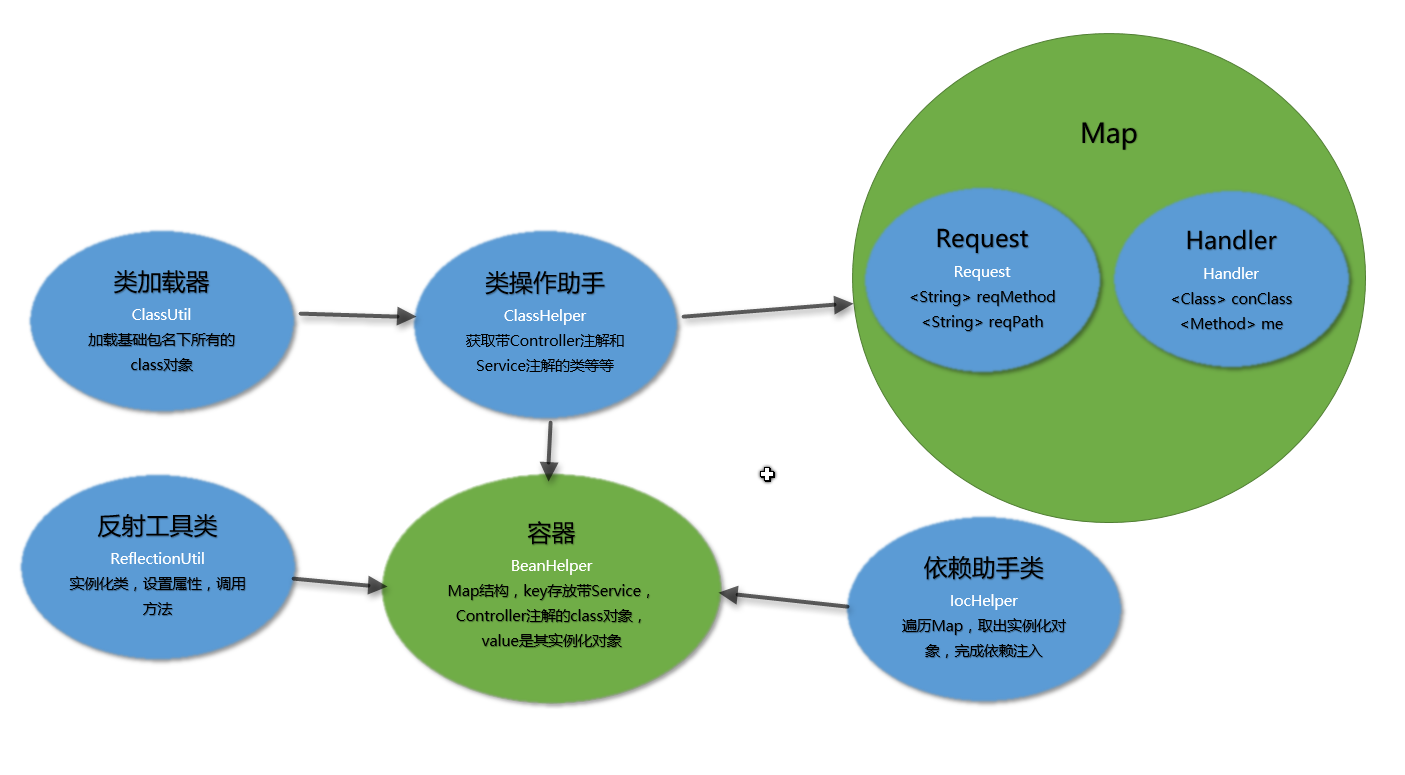 Map
Request
Request
<String> reqMethod
<String> reqPath
Handler
Handler
<Class> conClass
<Method> me
类加载器
ClassUtil
加载基础包名下所有的
class对象
类操作助手
ClassHelper
获取带Controller注解和
Service注解的类等等
反射工具类
ReflectionUtil
实例化类，设置属性，调用
方法
容器
BeanHelper
Map结构，key存放带Service，
Controller注解的class对象，
value是其实例化对象
依赖助手类
IocHelper
遍历Map，取出实例化对
象，完成依赖注入